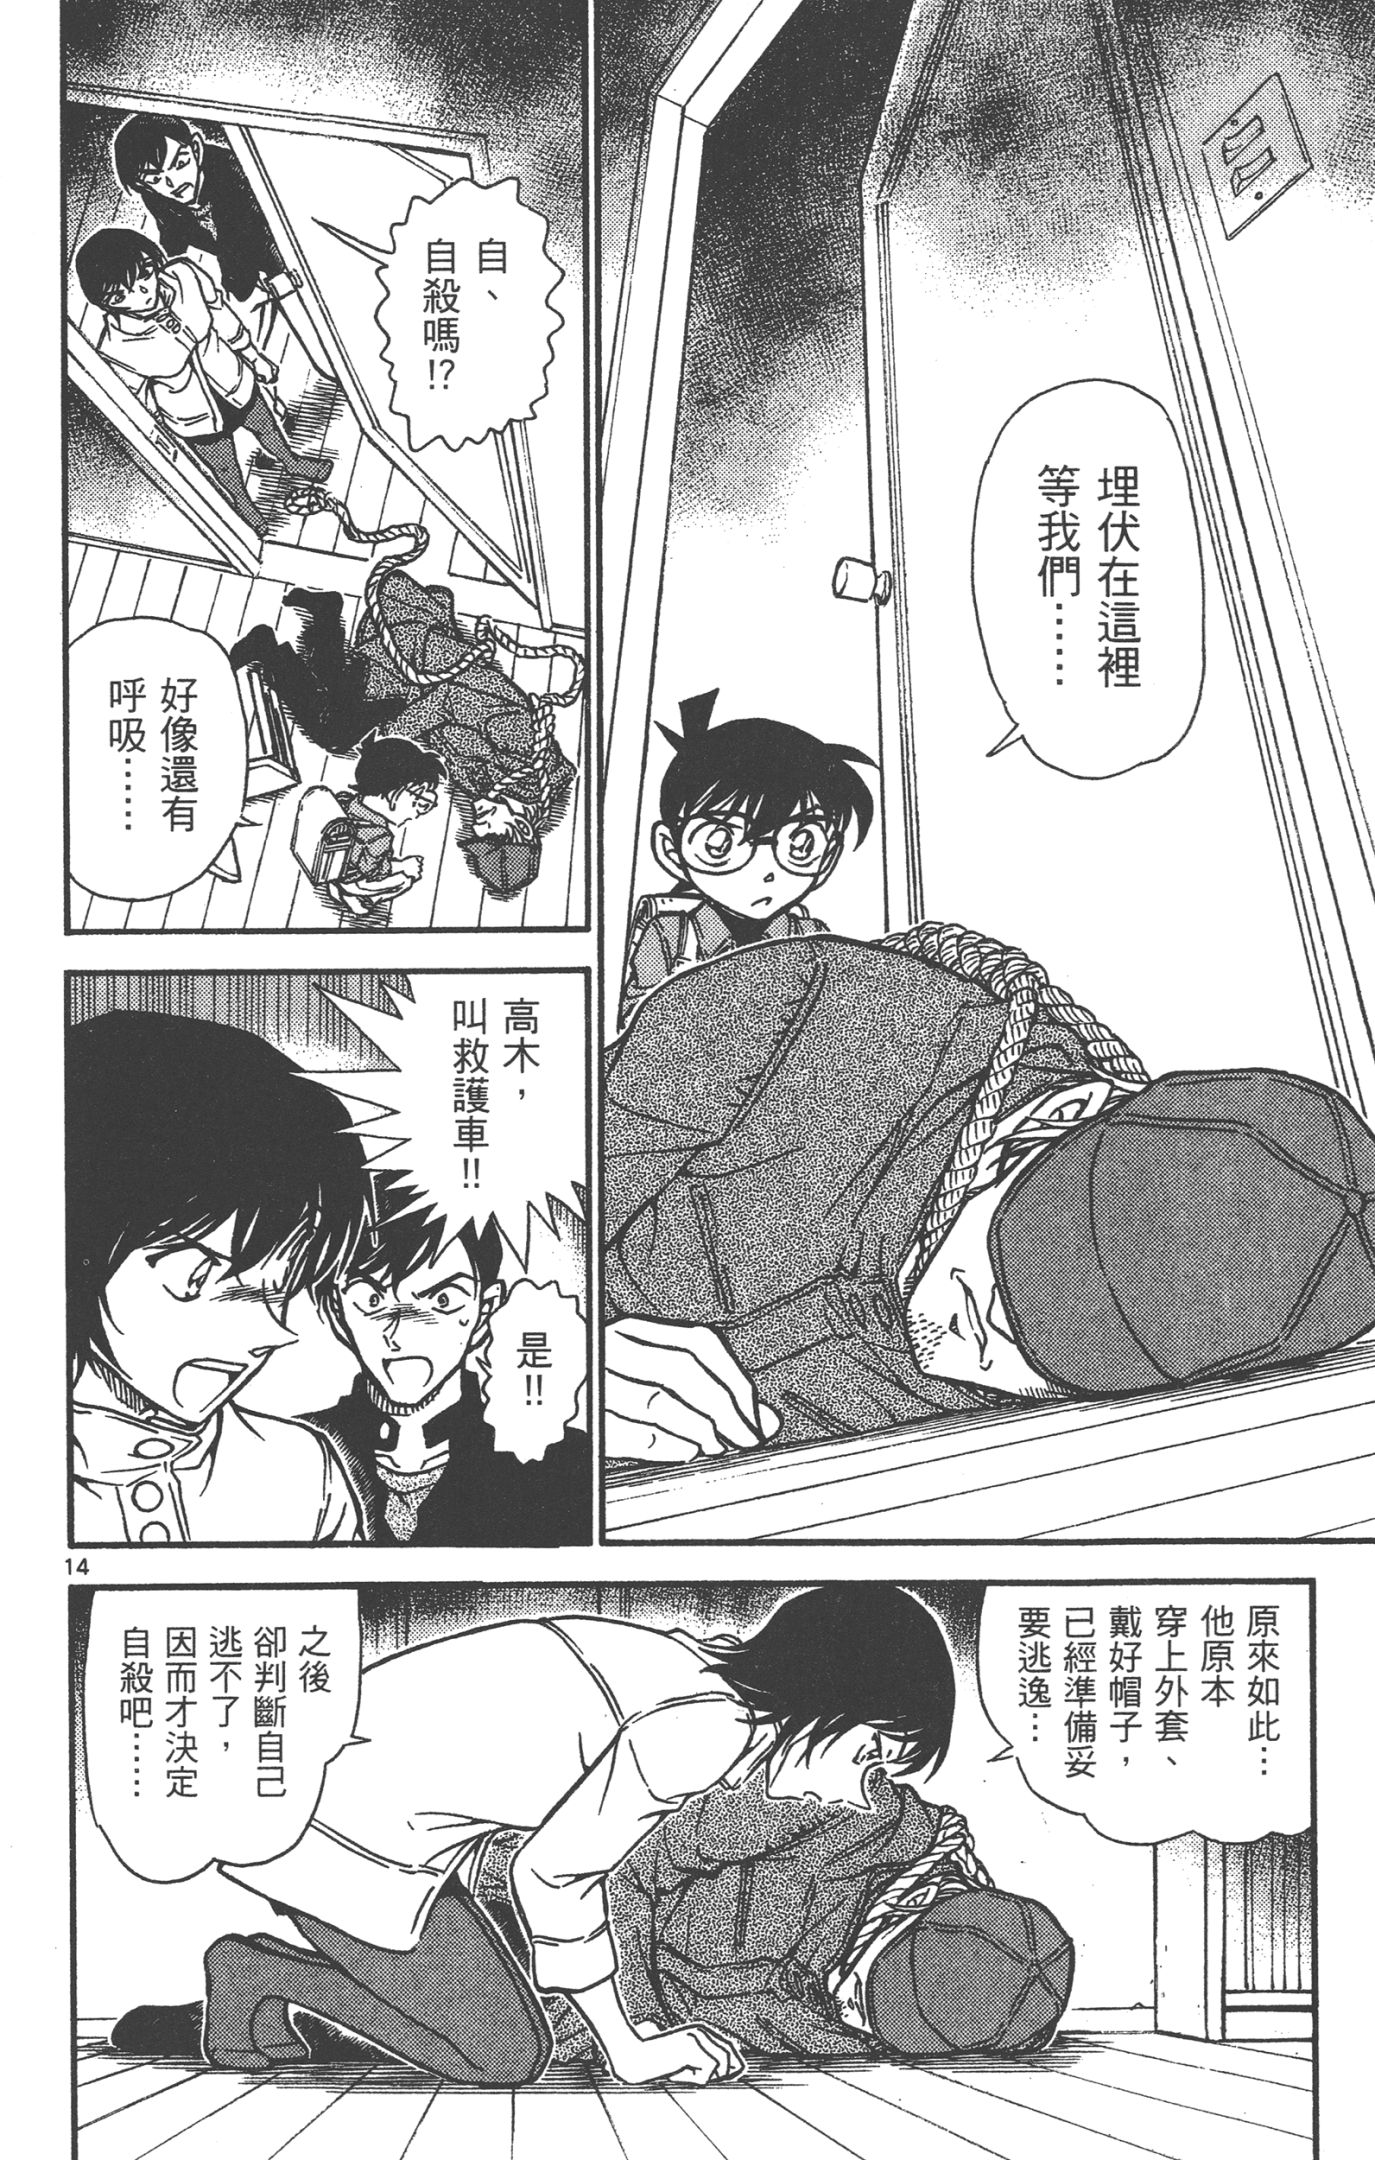 埋伏在這裡
等我們……
自、
自殺嗎!?
好像還有
呼吸……
高木，
叫救護車!!
是!!
14
原來如此…
他原本
穿上外套、
戴好帽子，
已經準備妥
要逃逸…
之後
卻判斷自己
逃不了，
因而才決定
自殺吧……